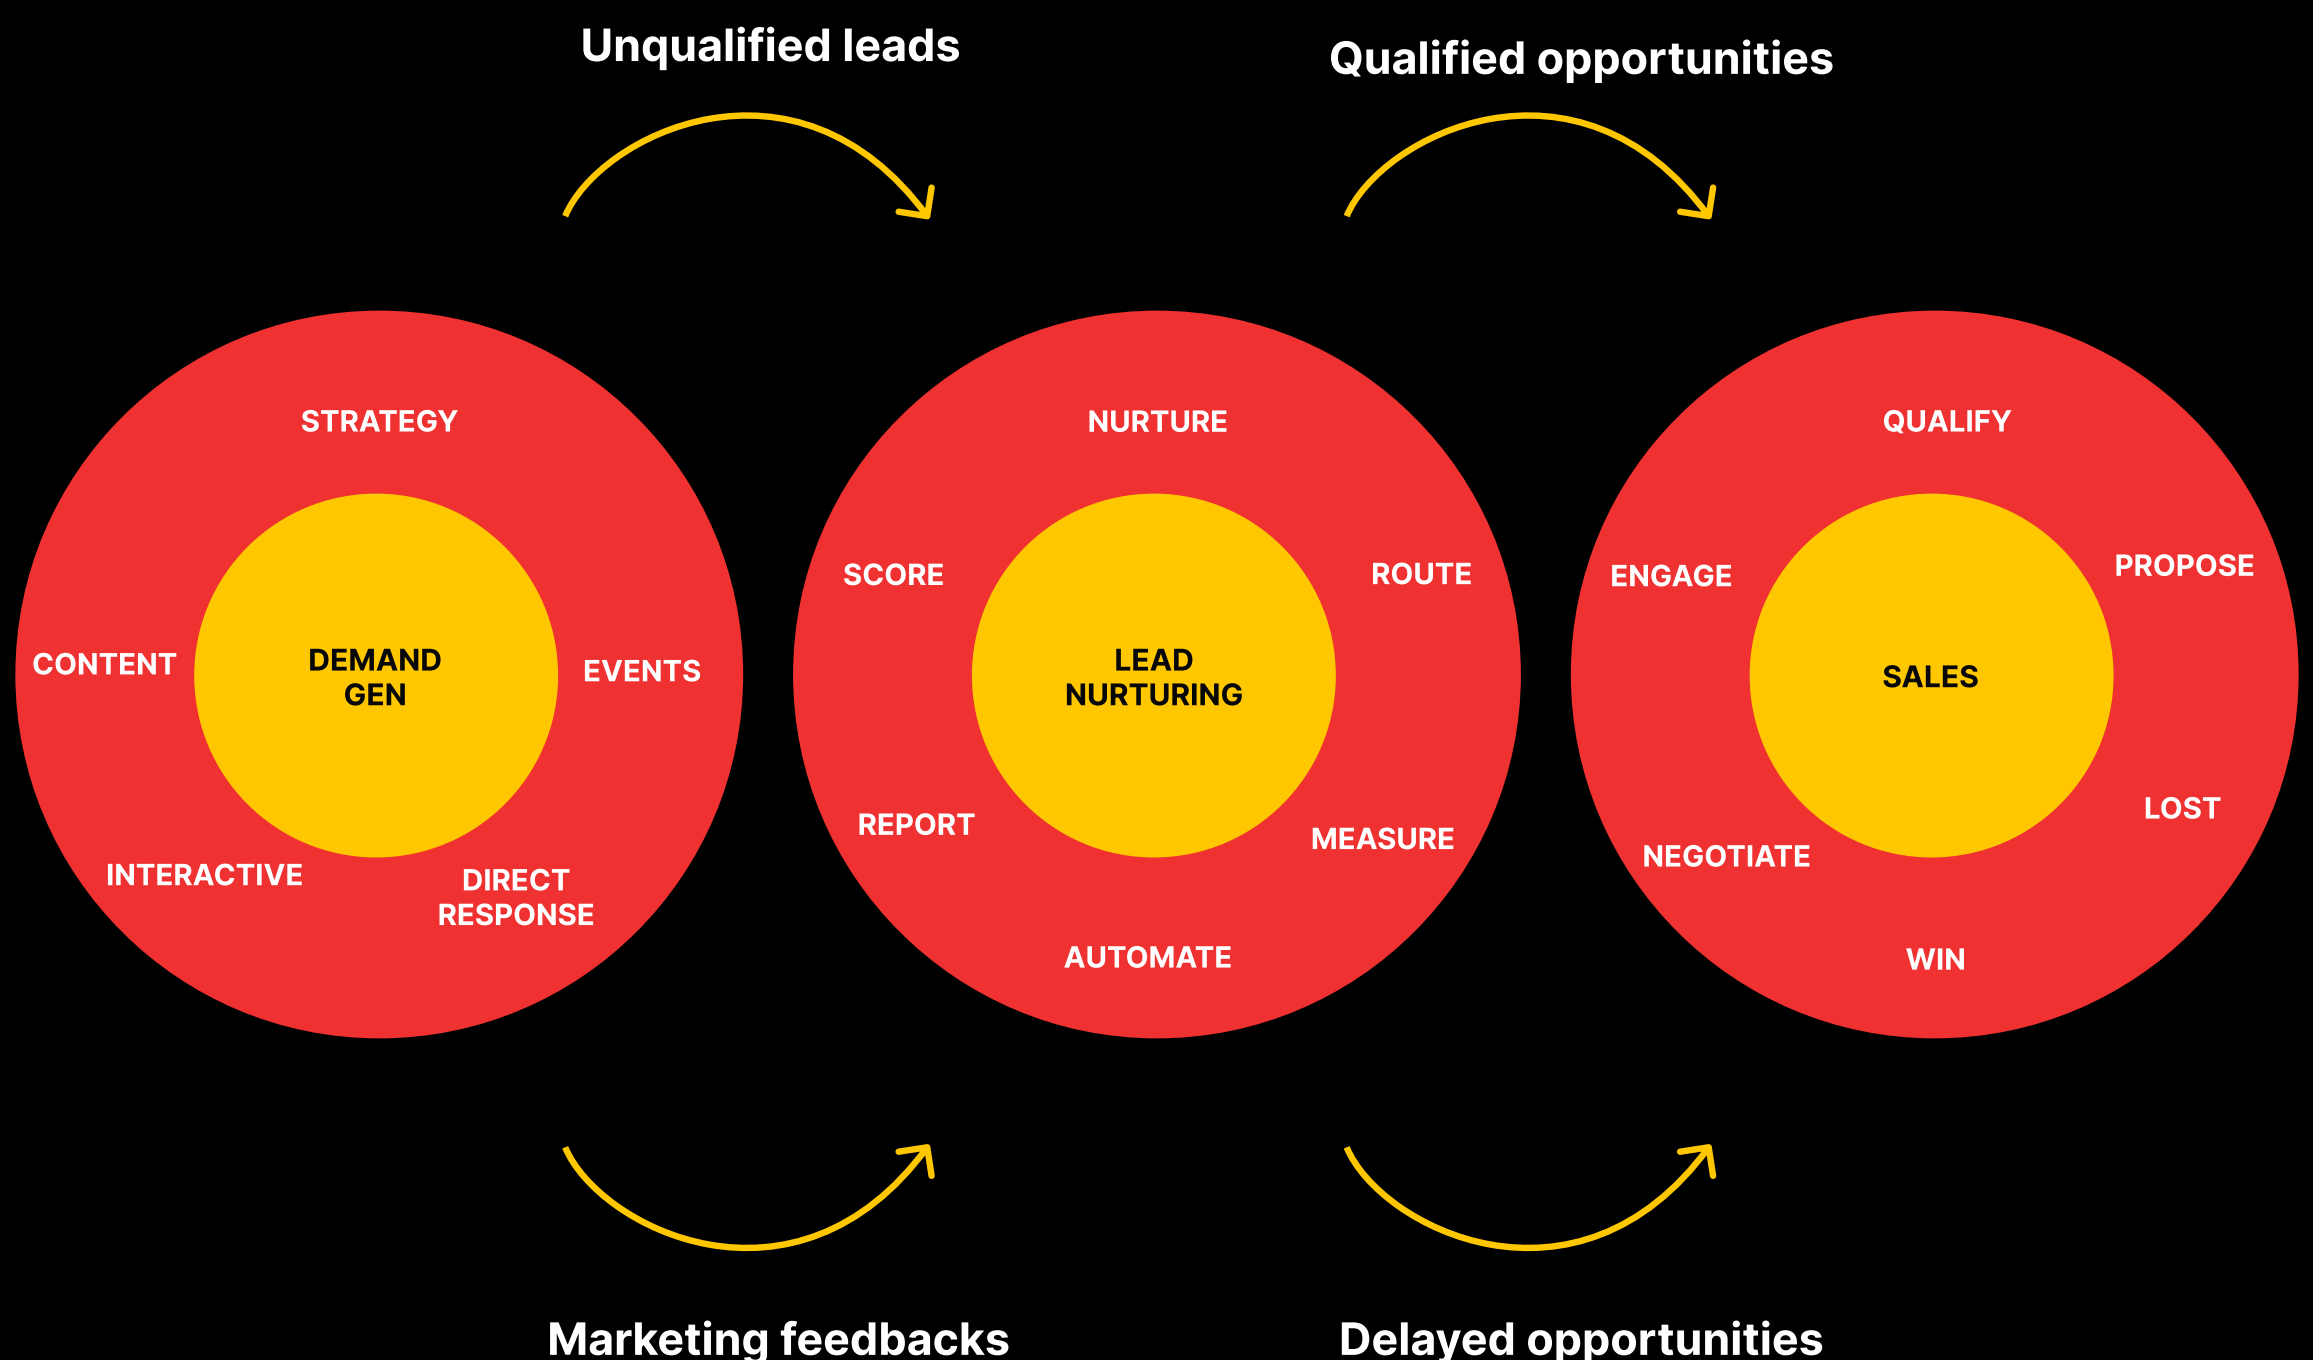 Unqualified leads
Qualified opportunities
STRATEGY
CONTENT
DEMAND
GEN
EVENTS
INTERACTIVE
DIRECT
RESPONSE
NURTURE
SCORE
ROUTE
LEAD
NURTURING
REPORT
MEASURE
AUTOMATE
QUALIFY
ENGAGE
PROPOSE
SALES
LOST
NEGOTIATE
WIN
Marketing feedbacks
Delayed opportunities